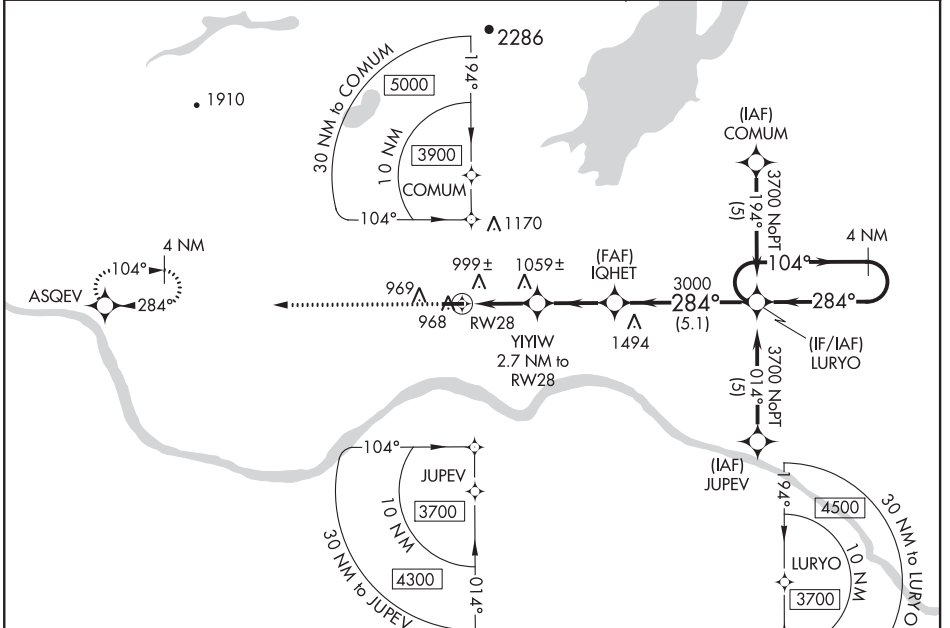 2286
1910
30 NM to COMUM
5000
194°
10 NM
3900
COMUM
104°
1170
(IAF)
COMUM
3700 NoPT
194°
(5)
4 NM
104°
284°
4 NM
104°
284°
ASQEV
969
968
999±
RW28
1059±
YIYIW
2.7 NM to
RW28
(FAF)
IQHET
1494
3000
284°
(5.1)
(IF/IAF)
LURYO
3700 NoPT
014°
(5)
(IAF)
JUPEV
104°
JUPEV
3700
10 NM
4300
30 NM to JUPEV
014°
194°
4500
30 NM to LURYO
LURYO
10 NM
3700